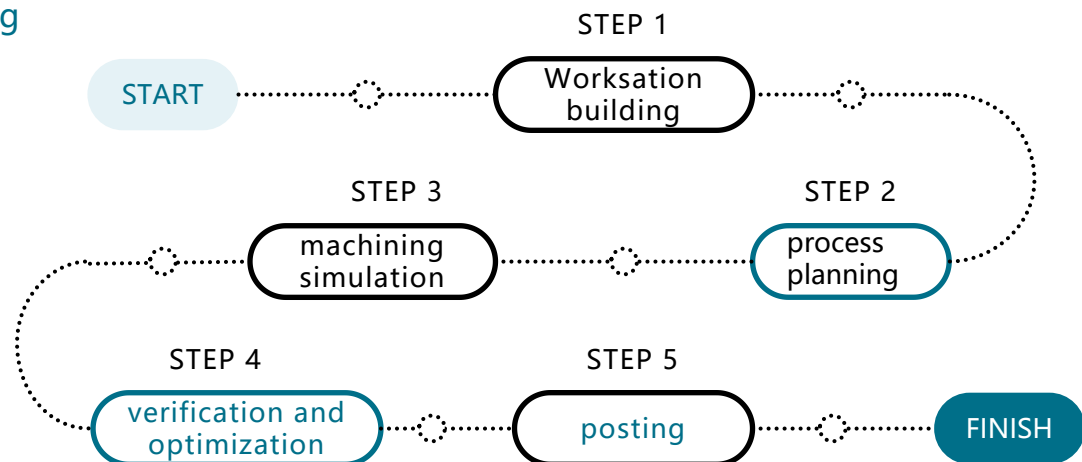 g
STEP 1
START
Worksation
building
STEP 3
STEP 2
machining
simulation
process
planning
STEP 4
STEP 5
verification and
optimization
posting
FINISH